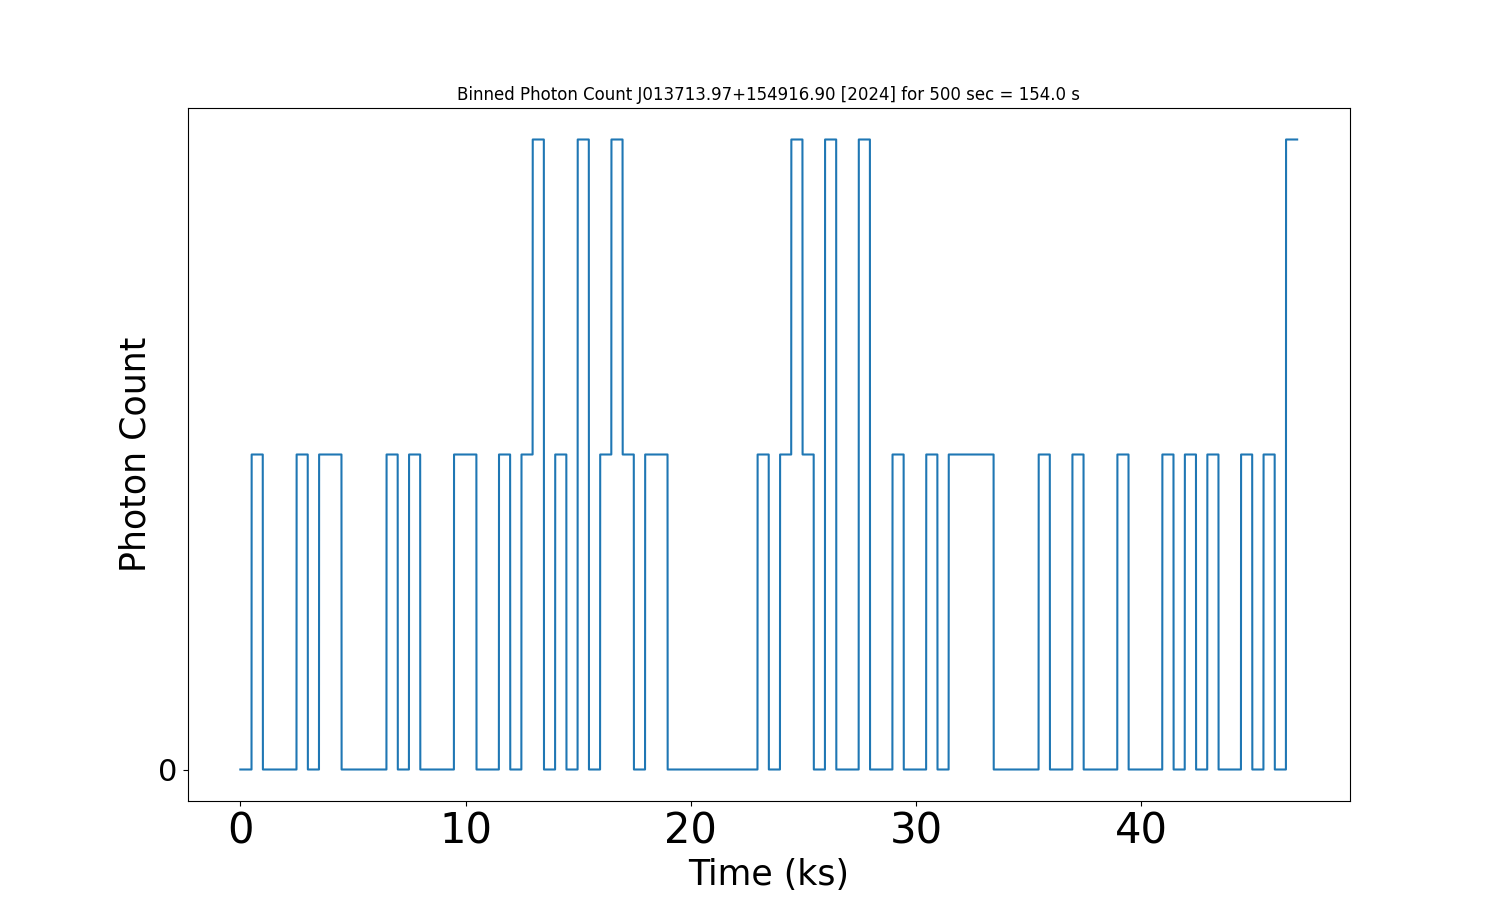 Binned Photon Count J013713.97+154916.90 [2024] for 500 sec = 154.0 s
Photon Count
0
0 10 20 30 40
Time (ks)